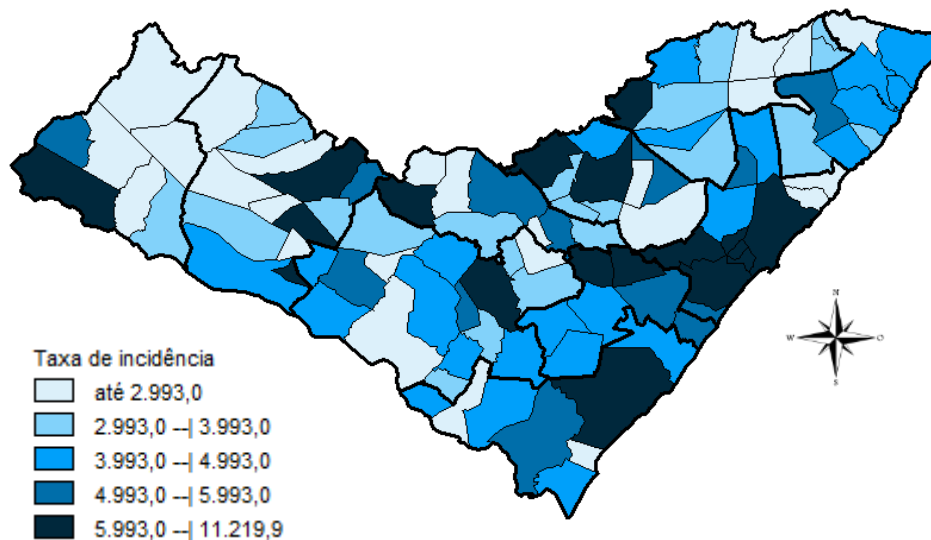 Taxa de incidência
até 2.993,0
2.993,0 --| 3.993,0
3.993,0 --| 4.993,0
4.993,0 --| 5.993,0
5.993,0 --| 11.219,9
N
W O
S